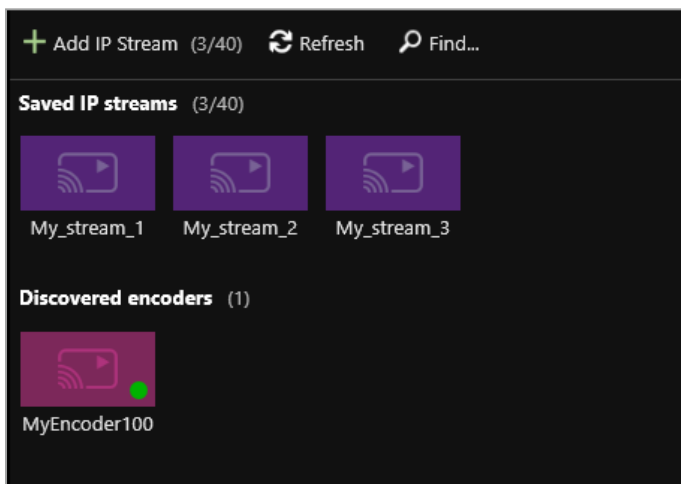 Add IP Stream (3/40) Refresh Find...
Saved IP streams (3/40)
My_stream_1 My_stream_2 My_stream_3
Discovered encoders (1)
MyEncoder100